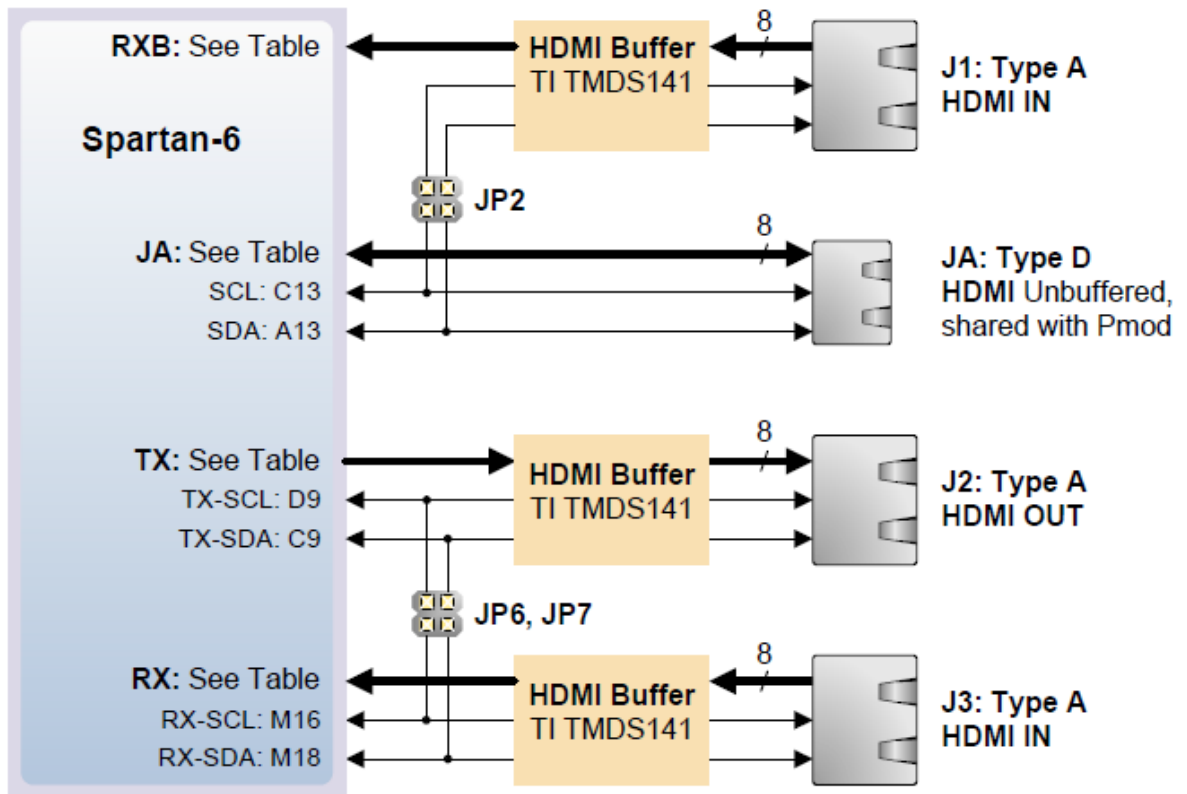 RXB: See Table
HDMI Buffer
TI TMDS141
8
J1: Type A
HDMI IN
Spartan-6
JP2
JA: See Table
SCL: C13
SDA: A13
8
JA: Type D
HDMI Unbuffered,
shared with Pmod
TX: See Table
TX-SCL: D9
TX-SDA: C9
HDMI Buffer
TI TMDS141
8
J2: Type A
HDMI OUT
JP6, JP7
RX: See Table
RX-SCL: M16
RX-SDA: M18
HDMI Buffer
TI TMDS141
8
J3: Type A
HDMI IN